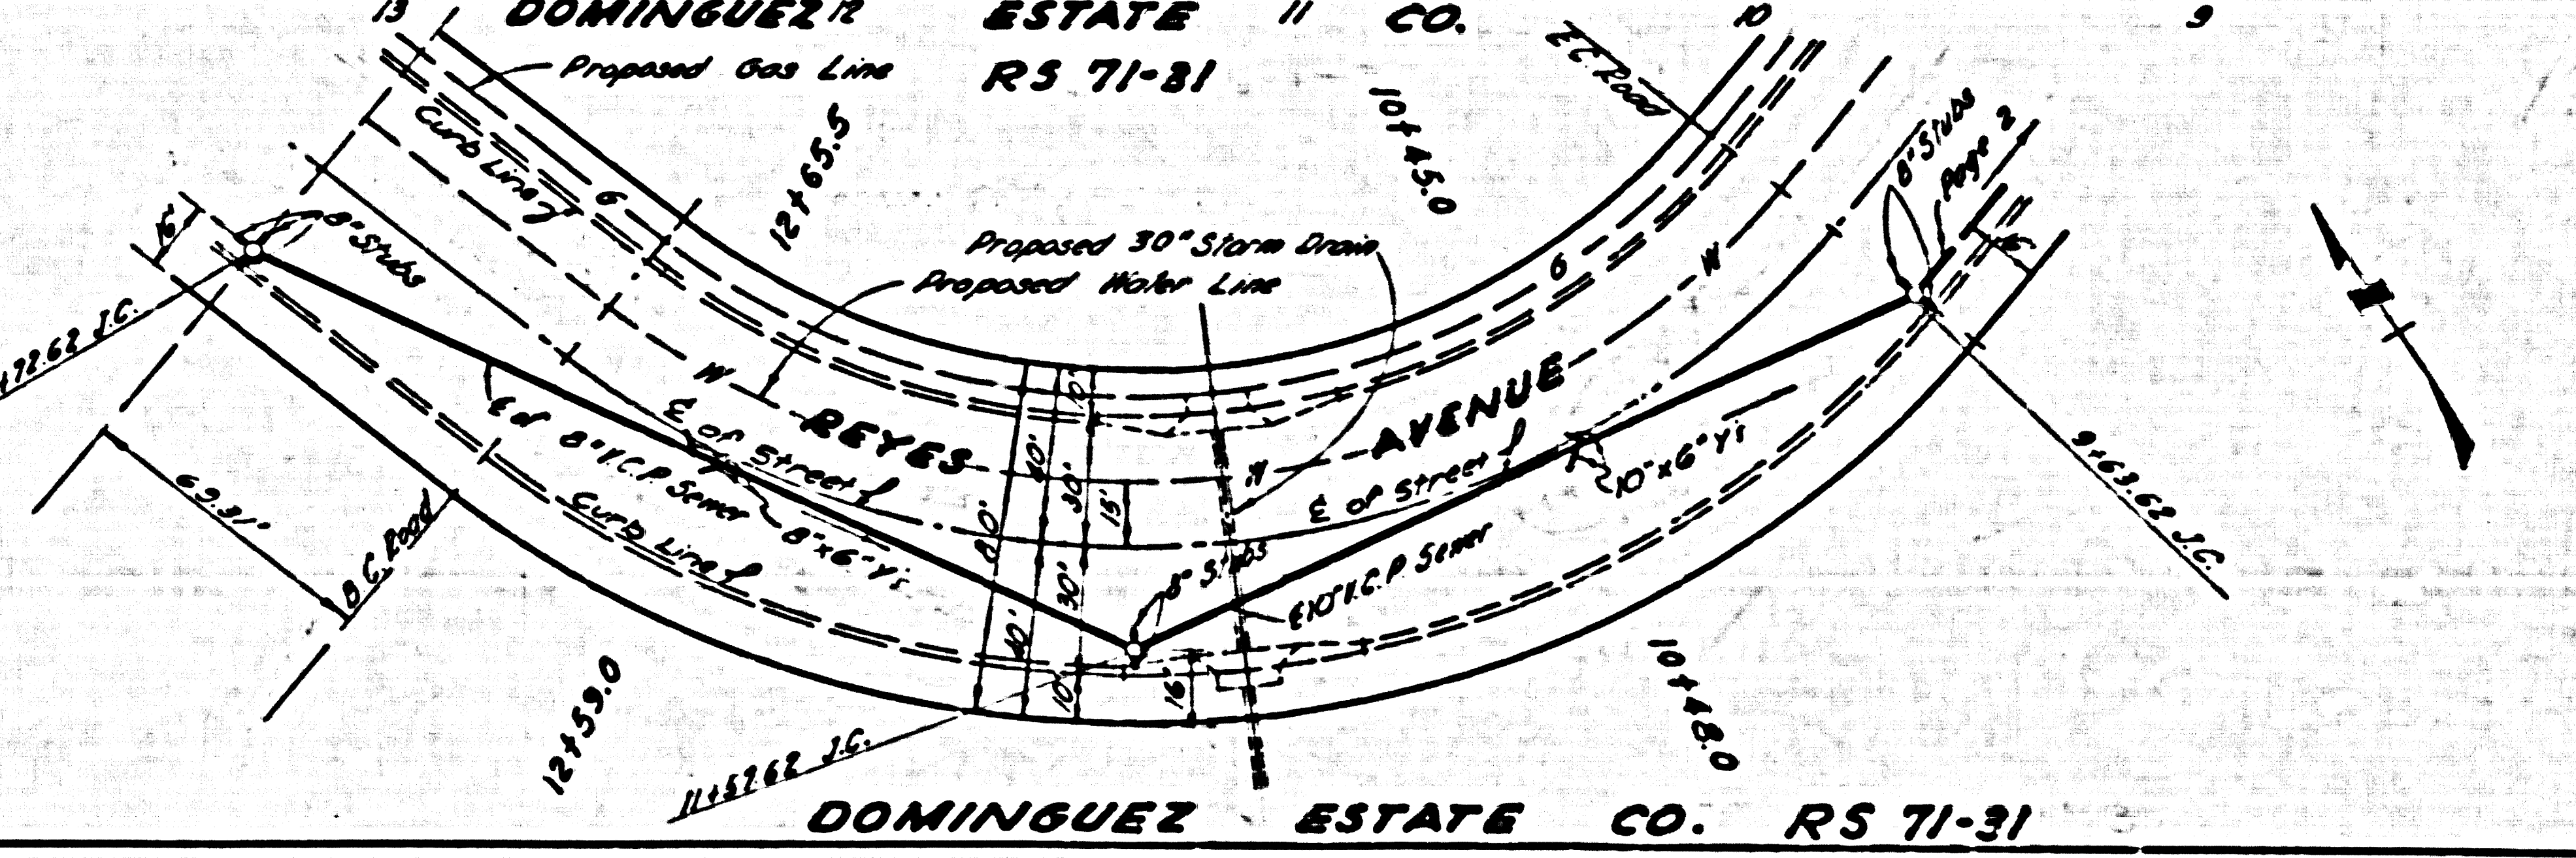 13 DOMINGUEZ 12 ESTATE 11 CO. 10 9
Proposed Gas Line
RS 71-31
E.C. Road
Curb Line
12+65.5
10+45.0
8" Stubs
Page 2
16'
8" Stubs
G
Proposed 30" Storm Drain
Proposed Water Line
G
W
+72.62 J.C.
W
REYES AVENUE
℄ of Street
℄ of Street
℄ of 8" V.C.P. Sewer
8"x6" Y's
10"x6" Y's
Curb Line
W
10'
40'
30'
15'
80'
30'
40'
10'
16'
8" Stubs
℄ 10" V.C.P. Sewer
69.31'
B.C. Road
9+63.62 J.C.
12+59.0
10+48.0
11+52.62 J.C.
DOMINGUEZ ESTATE CO. RS 71-31